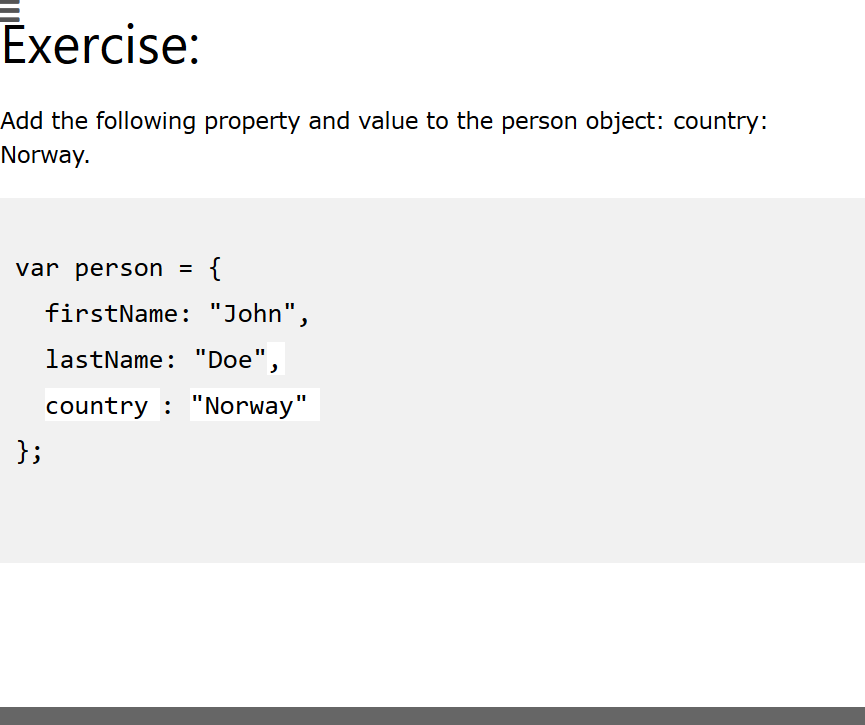 Exercise:
Add the following property and value to the person object: country:
Norway.
var person = {
firstName: "John",
lastName: "Doe",
country : "Norway"
};